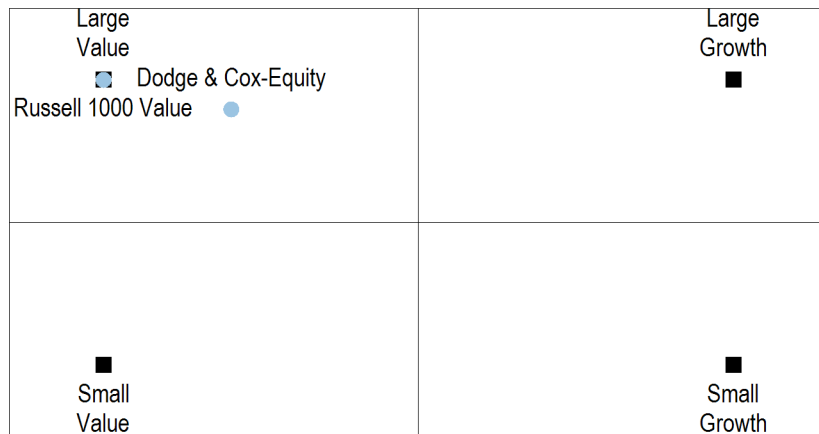 Large
Value
Large
Growth
Dodge & Cox-Equity
Russell 1000 Value
Small
Value
Small
Growth